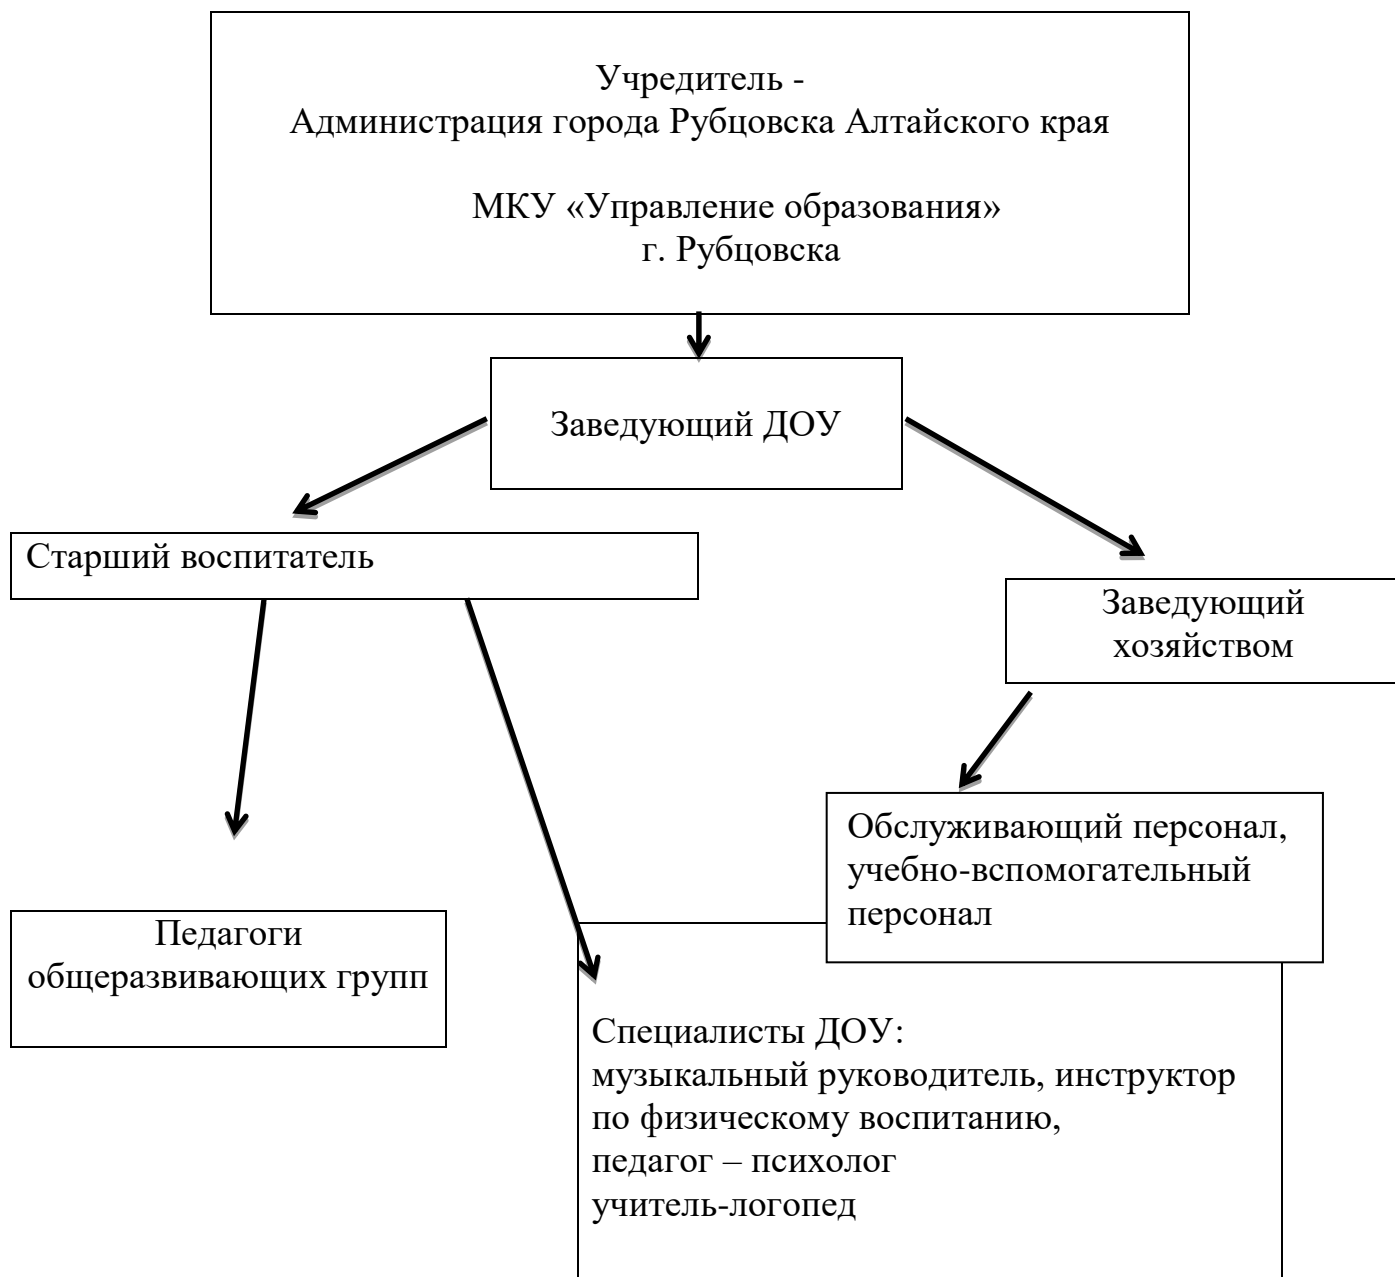 Учредитель -
Администрация города Рубцовска Алтайского края
МКУ «Управление образования»
г. Рубцовска
Заведующий ДОУ
Старший воспитатель
Заведующий
хозяйством
Обслуживающий персонал,
учебно-вспомогательный
персонал
Педагоги
общеразвивающих групп
Специалисты ДОУ:
музыкальный руководитель, инструктор
по физическому воспитанию,
педагог – психолог
учитель-логопед